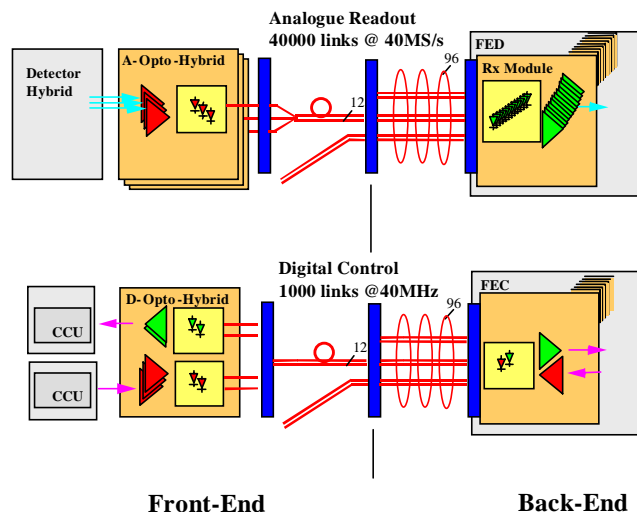 Analogue Readout
40000 links @ 40MS/s
Detector
Hybrid
A-Opto-Hybrid
12
96
FED
Rx Module
Digital Control
1000 links @40MHz
CCU
CCU
D-Opto-Hybrid
12
96
FEC
Front-End
Back-End